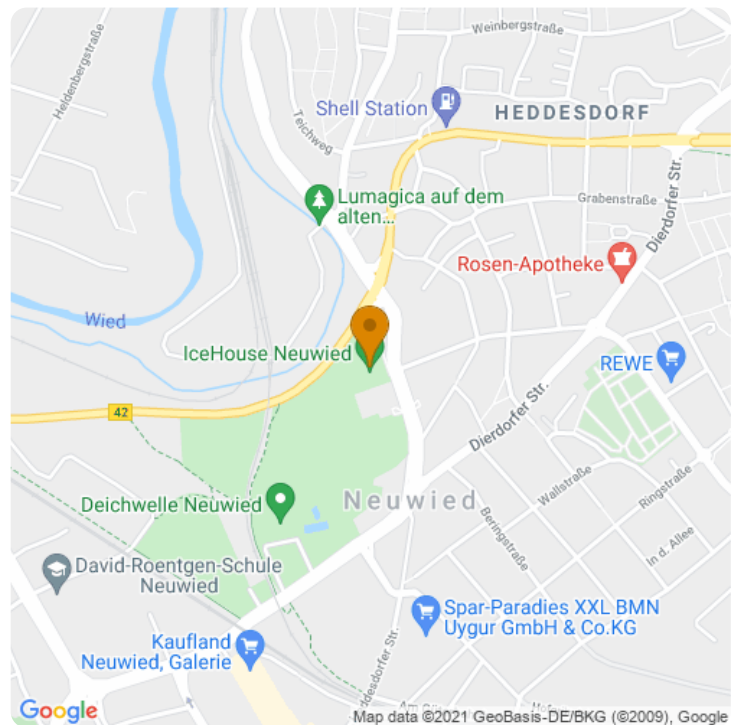 Weinbergstraße
Heldenbergstraße
Shell Station
HEDDESDORF
Teichweg
Lumagica auf dem
alten...
Grabenstraße
Dierdorfer Str.
Rosen-Apotheke
Wied
IceHouse Neuwied
REWE
42
Dierdorfer Str.
Deichwelle Neuwied
Neuwied
Wallstraße
Ringstraße
Beringstraße
In d. Allee
David-Roentgen-Schule
Neuwied
Spar-Paradies XXL BMN
Uygur GmbH & Co.KG
Kaufland
Neuwied, Galerie
eddesdorfer Str.
Google
Map data ©2021 GeoBasis-DE/BKG (©2009), Google